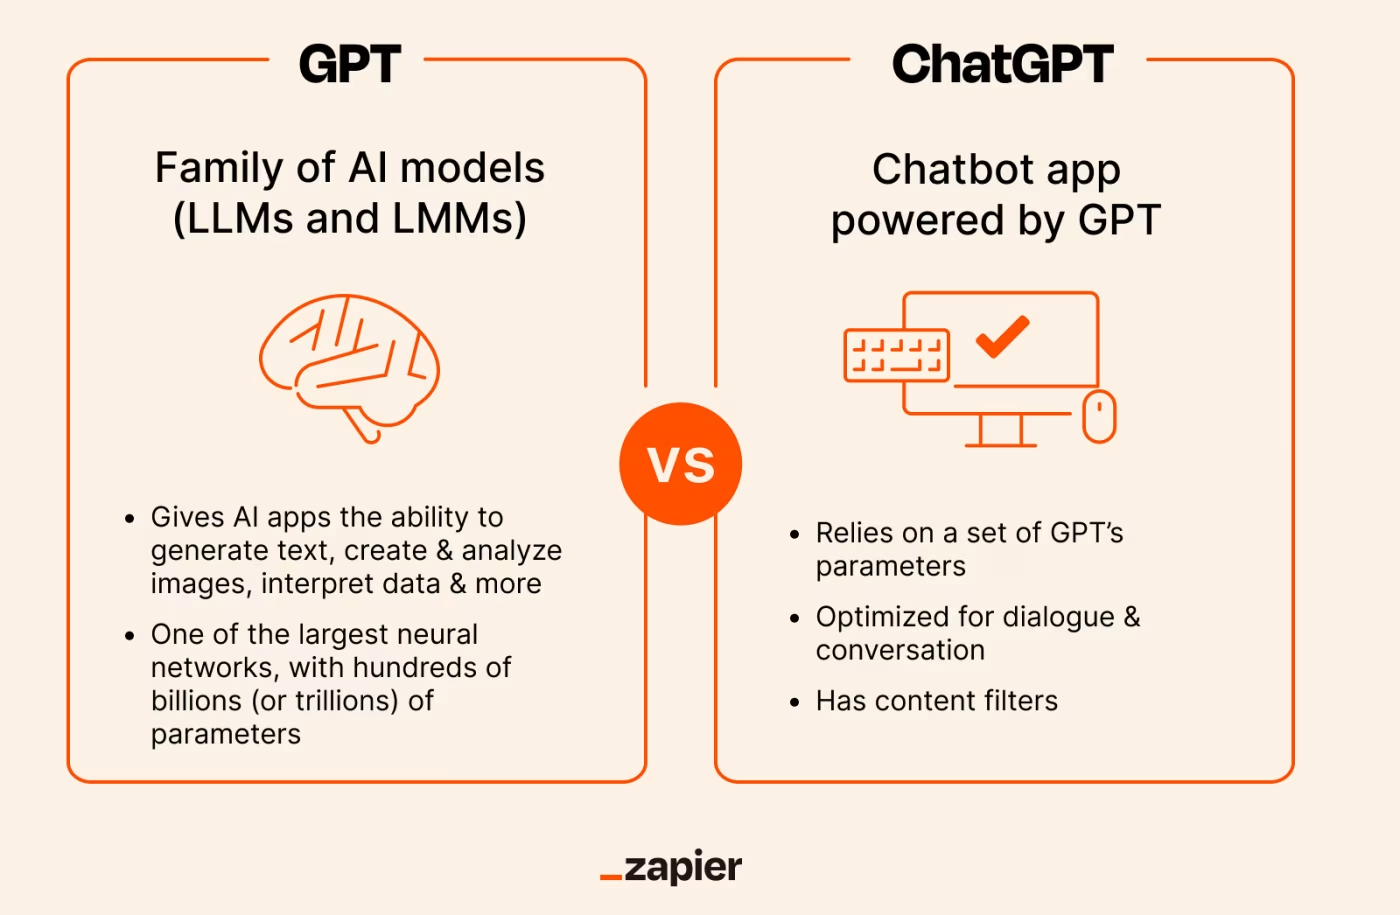 GPT
Family of AI models
(LLMs and LMMs)
• Gives AI apps the ability to
generate text, create & analyze
images, interpret data & more
• One of the largest neural
networks, with hundreds of
billions (or trillions) of
parameters
VS
ChatGPT
Chatbot app
powered by GPT
• Relies on a set of GPT’s
parameters
• Optimized for dialogue &
conversation
• Has content filters
_zapier